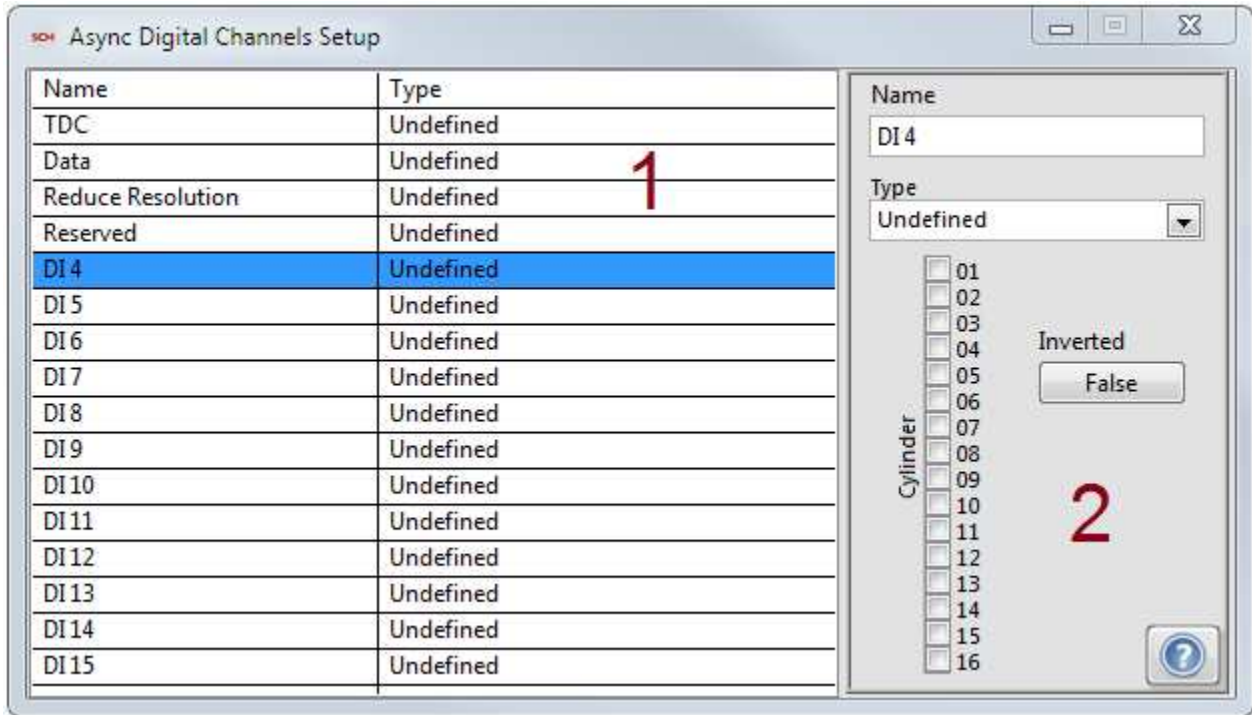 SCH Async Digital Channels Setup
Name Type
TDC Undefined
Data Undefined
Reduce Resolution Undefined
Reserved Undefined
DI 4 Undefined
DI 5 Undefined
DI 6 Undefined
DI 7 Undefined
DI 8 Undefined
DI 9 Undefined
DI 10 Undefined
DI 11 Undefined
DI 12 Undefined
DI 13 Undefined
DI 14 Undefined
DI 15 Undefined
1
Name
DI 4
Type
Undefined
Cylinder
01
02
03
04
05
06
07
08
09
10
11
12
13
14
15
16
Inverted
False
2
?